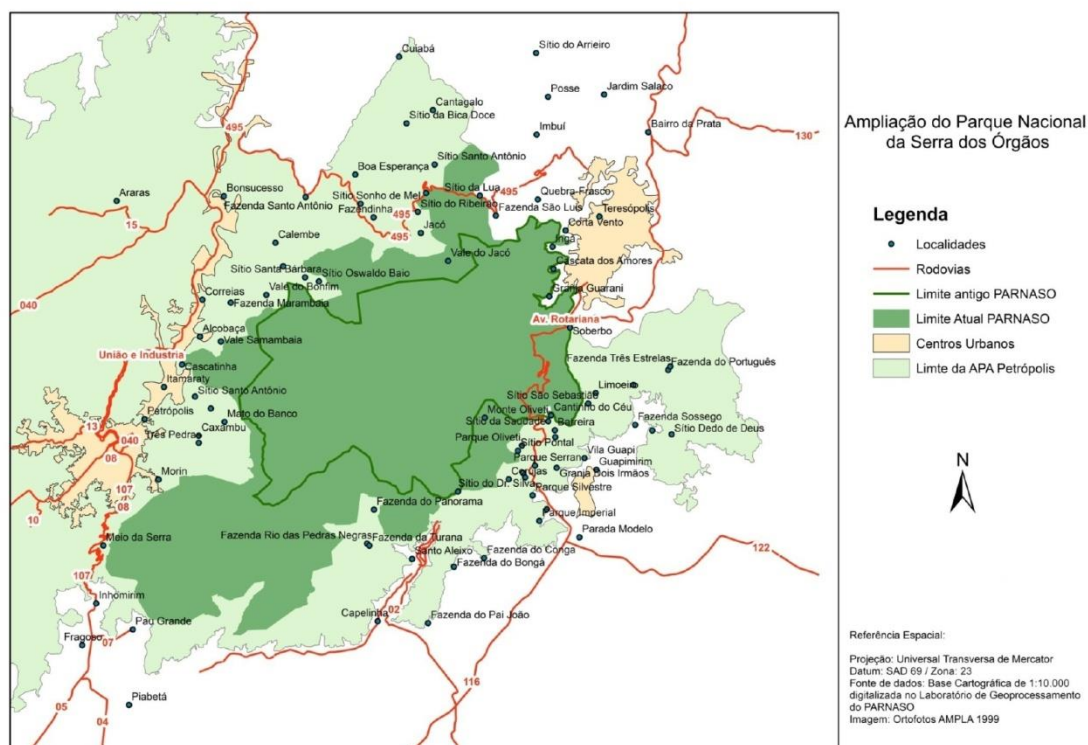 Ampliação do Parque Nacional
da Serra dos Órgãos
Legenda
Localidades
Rodovias
Limite antigo PARNASO
Limite Atual PARNASO
Centros Urbanos
Limte da APA Petrópolis
N
Referência Espacial:
Projeção: Universal Transversa de Mercator
Datum: SAD 69 / Zona: 23
Fonte de dados: Base Cartográfica de 1:10.000
digitalizada no Laboratório de Geoprocessamento
do PARNASO
Imagem: Ortofotos AMPLA 1999
Sítio do Arrieiro
Cuiabá
Posse
Jardim Salaco
Cantagalo
Sítio da Bica Doce
495
Imbuí
Bairro da Prata
130
Sítio Santo Antônio
Boa Esperança
Araras
Bonsucesso
Fazenda Santo Antônio
Sítio Sonho de Mel
Sítio da Lua
495
Quebra-Frasco
Fazendinha
Sítio do Ribeirão
Fazenda São Luis
Teresópolis
15
495
Jacó
Corta Vento
495
Calembe
Ingá
Vale do Jacó
Sítio Santa Bárbara
Sítio Oswaldo Baio
Cascata dos Amores
Correias
Vale do Bonfim
Fazenda Marambaia
Granja Guarani
040
Av. Rotariana
Soberbo
Alcobaça
Vale Samambaia
União e Industria
Cascatinha
Fazenda Três Estrelas
Fazenda do Português
Itamaraty
Limoeiro
Sítio Santo Antônio
Sítio São Sebastião
Petrópolis
Mato do Banco
Monte Oliveti
Cantinho do Céu
Sítio da Saudade
Barreira
Fazenda Sossego
Sítio Dedo de Deus
13
Caxambu
Três Pedras
040
Parque Oliveti
Sítio Pontal
08
Parque Serrano
Vila Guapi
Guapimirim
Morin
Corujas
Granja Dois Irmãos
107
Sítio do Dr. Silva
Parque Silvestre
08
10
Fazenda do Panorama
Parque Imperial
Fazenda Rio das Pedras Negras
Fazenda da Turana
Parada Modelo
Meio da Serra
Santo Aleixo
Fazenda do Conga
122
Fazenda do Bongá
107
Inhomirim
02
Pau Grande
Capelinha
Fazenda do Pai João
Fragoso
07
116
Piabetá
05
04